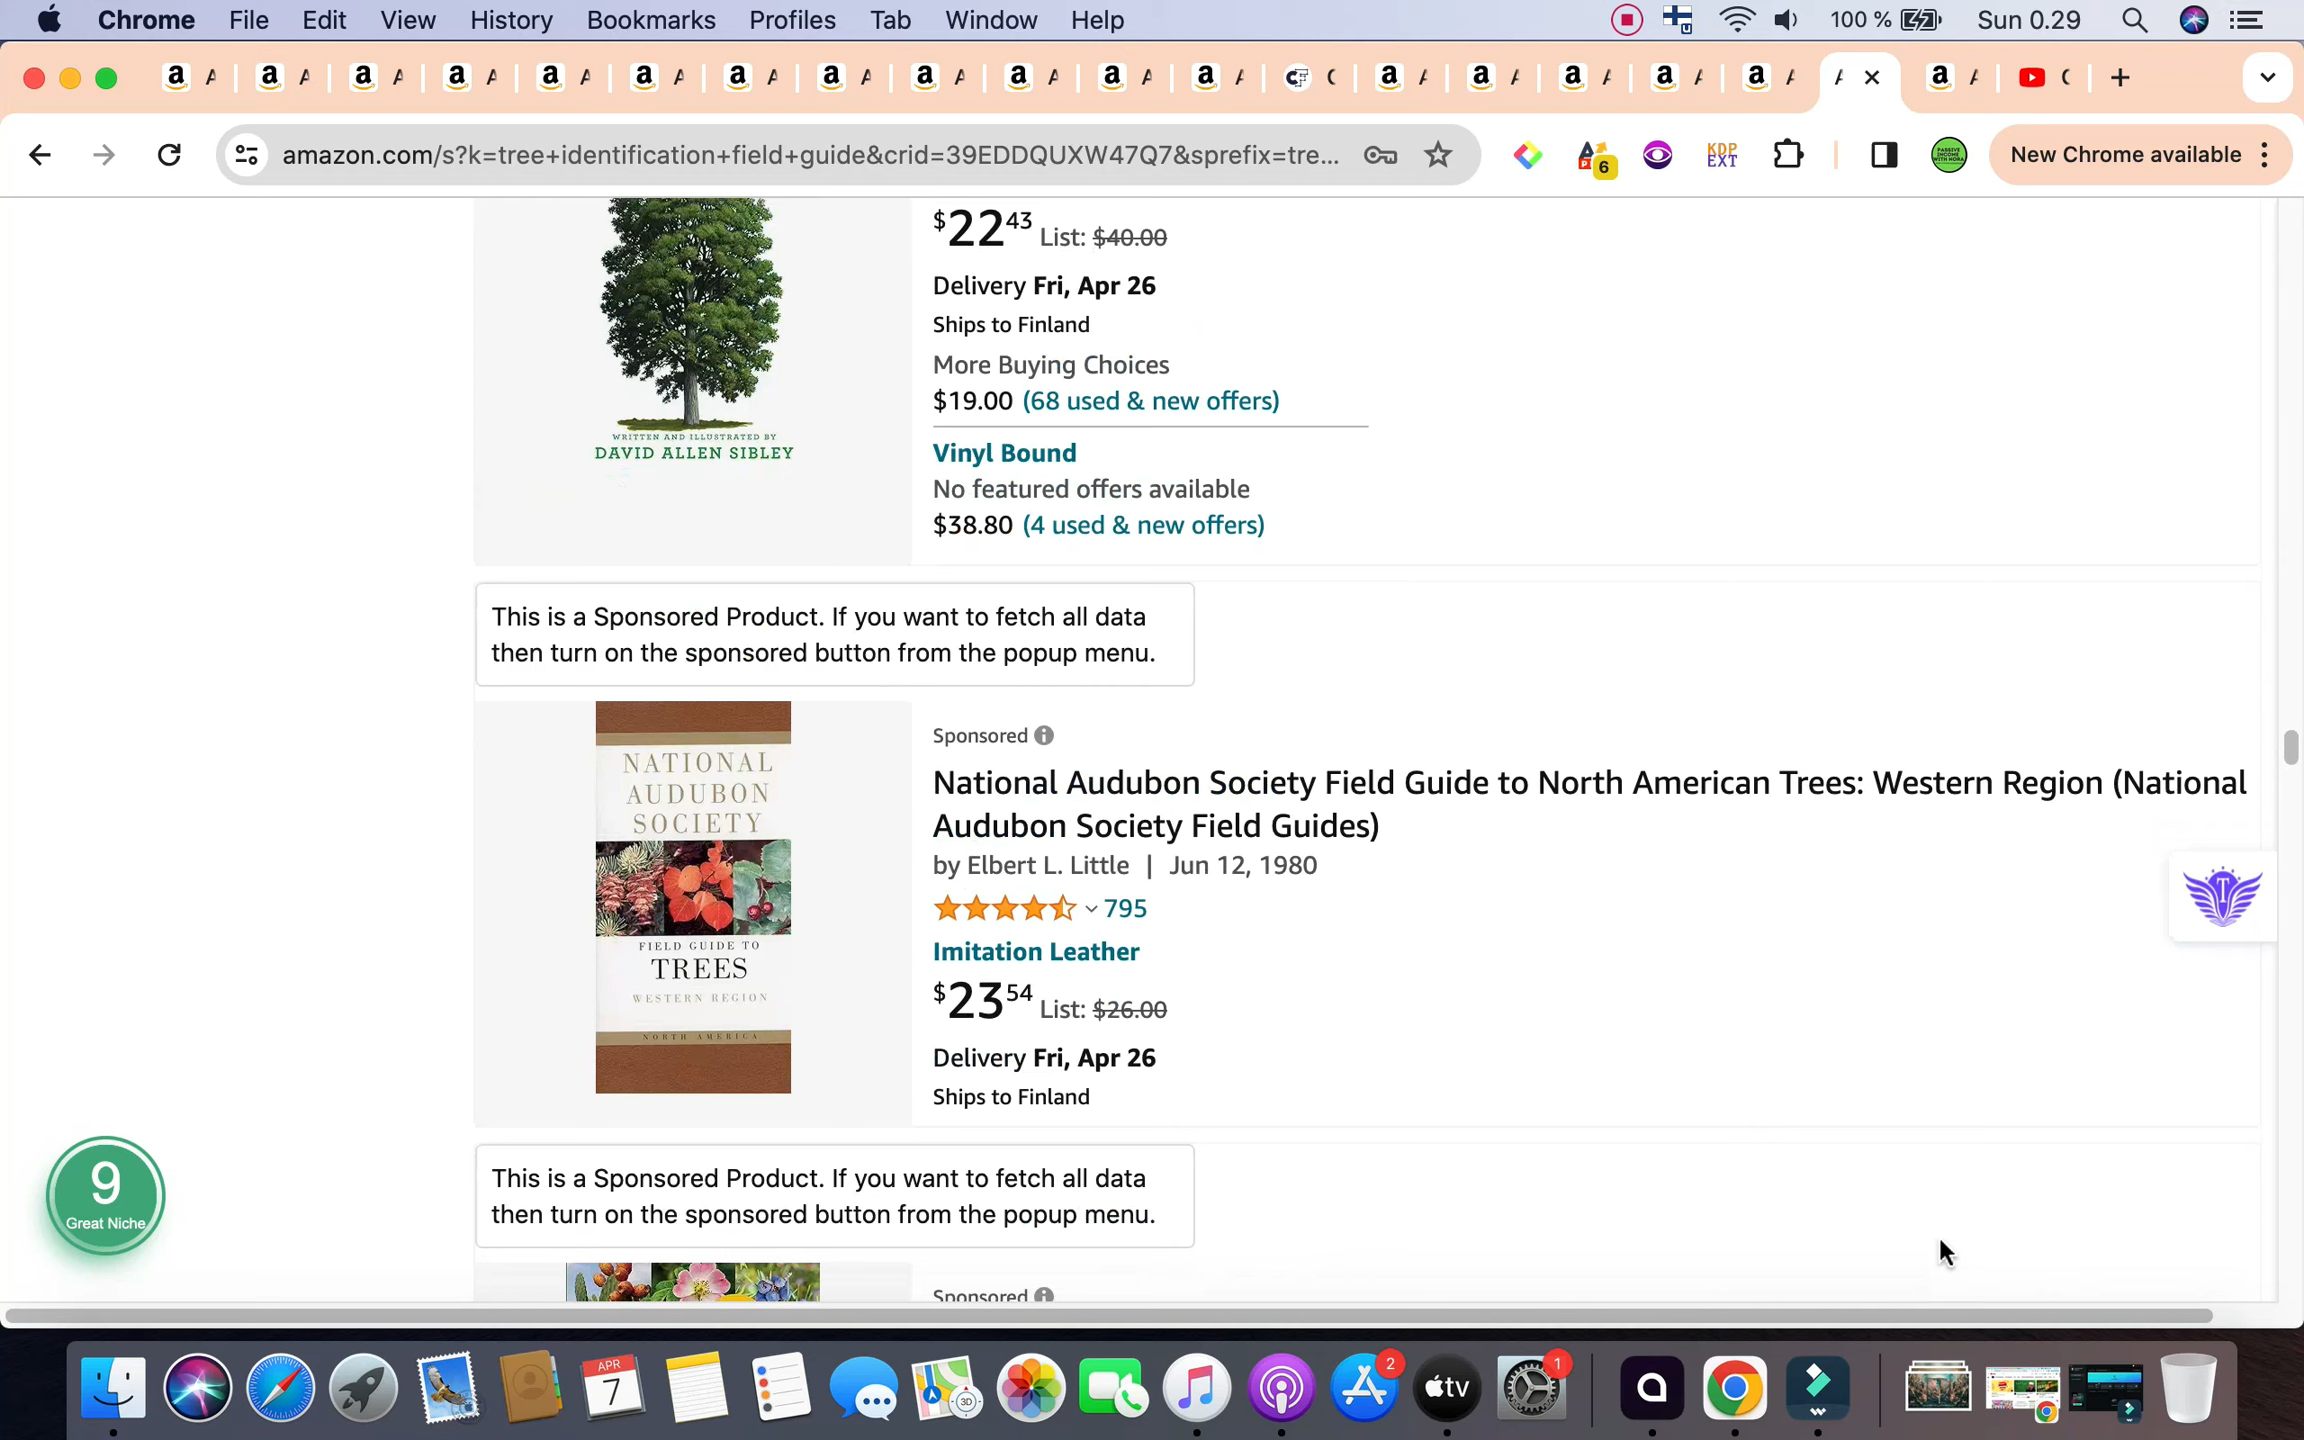 Chrome File Edit View History Bookmarks Profiles Tab Window Help 100 % Sun 0.29
amazon.com/s?k=tree+identification+field+guide&crid=39EDDQUXW47Q7&sprefix=tre... 6 KDP EXT New Chrome available
$22 43 List: $40.00
Delivery Fri, Apr 26
Ships to Finland
More Buying Choices
$19.00 (68 used & new offers)
WRITTEN AND ILLUSTRATED BY
DAVID ALLEN SIBLEY
Vinyl Bound
No featured offers available
$38.80 (4 used & new offers)
This is a Sponsored Product. If you want to fetch all data
then turn on the sponsored button from the popup menu.
NATIONAL
AUDUBON
SOCIETY
FIELD GUIDE TO
TREES
WESTERN REGION
NORTH AMERICA
Sponsored
National Audubon Society Field Guide to North American Trees: Western Region (National
Audubon Society Field Guides)
by Elbert L. Little | Jun 12, 1980
795
Imitation Leather
$23 54 List: $26.00
Delivery Fri, Apr 26
Ships to Finland
9
Great Niche
This is a Sponsored Product. If you want to fetch all data
then turn on the sponsored button from the popup menu.
Sponsored
APR
7
3D
2
tv
1